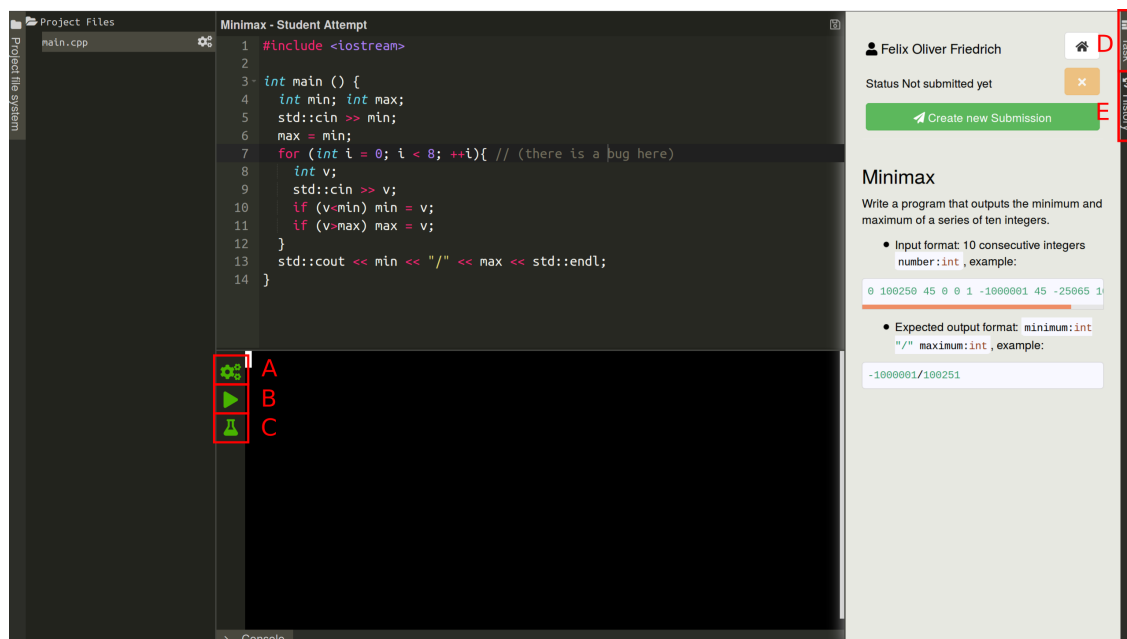 Project Files
main.cpp
Project file system
Minimax - Student Attempt
1 #include <iostream>
2
3 int main () {
4 int min; int max;
5 std::cin >> min;
6 max = min;
7 for (int i = 0; i < 8; ++i){ // (there is a bug here)
8 int v;
9 std::cin >> v;
10 if (v<min) min = v;
11 if (v>max) max = v;
12 }
13 std::cout << min << "/" << max << std::endl;
14 }
A
B
C
> Console
Felix Oliver Friedrich
D
Task
Status Not submitted yet
×
Create new Submission
E
History
Minimax
Write a program that outputs the minimum and
maximum of a series of ten integers.
• Input format: 10 consecutive integers
number:int , example:
0 100250 45 0 0 1 -1000001 45 -25065 1
• Expected output format: minimum:int
"/" maximum:int , example:
-1000001/100251